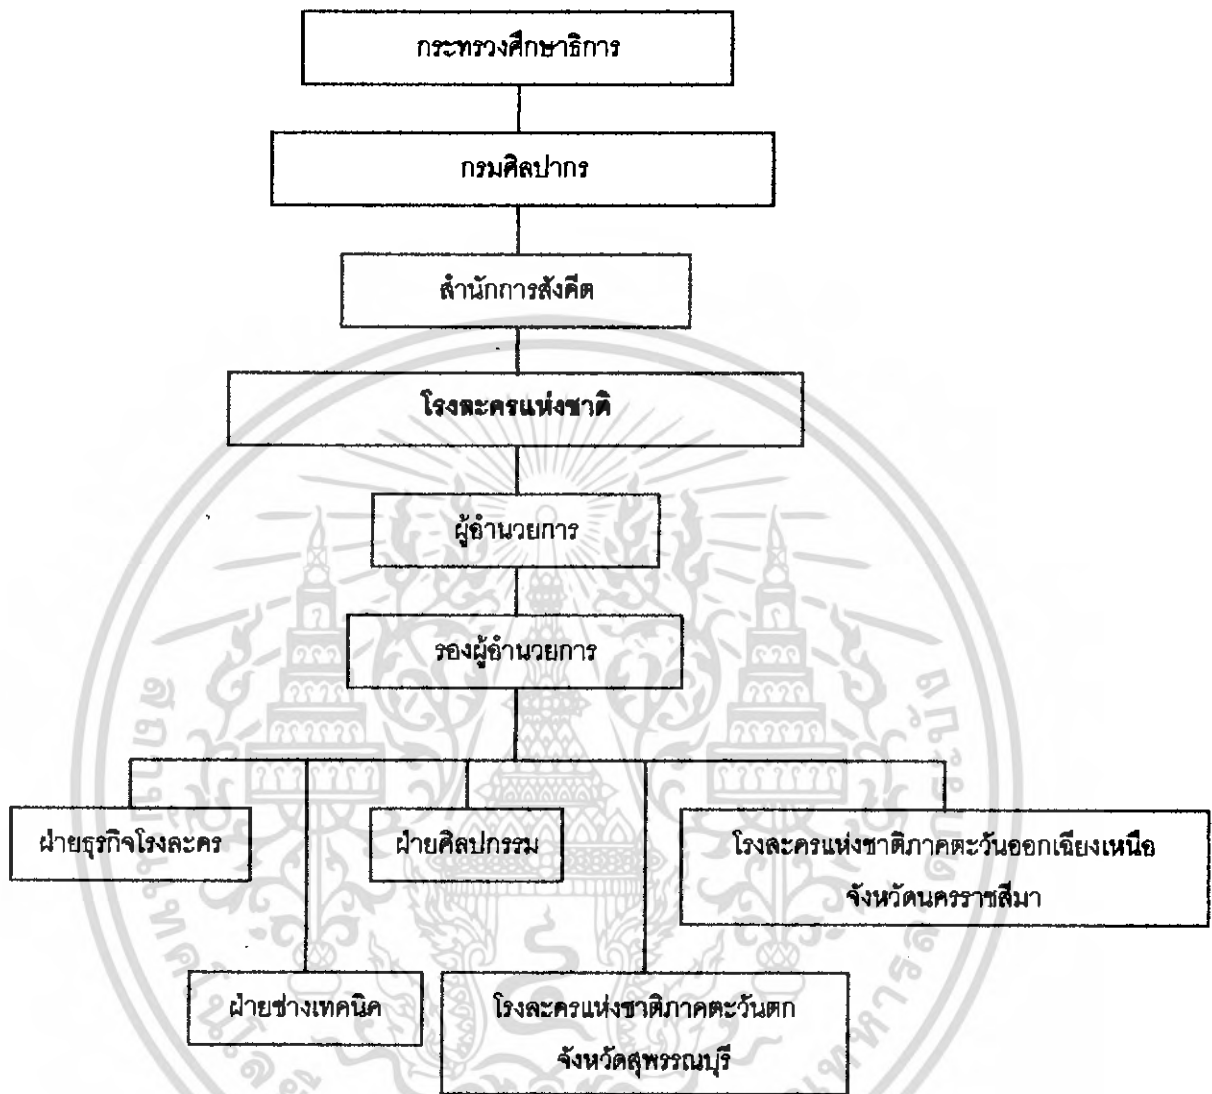 กระทรวงศึกษาธิการ
กรมศิลปากร
สำนักการสังคีต
โรงละครแห่งชาติ
ผู้อำนวยการ
รองผู้อำนวยการ
ฝ่ายธุรกิจโรงละคร
ฝ่ายศิลปกรรม
โรงละครแห่งชาติภาคตะวันออกเฉียงเหนือ
จังหวัดนครราชสีมา
ฝ่ายช่างเทคนิค
โรงละครแห่งชาติภาคตะวันตก
จังหวัดสุพรรณบุรี